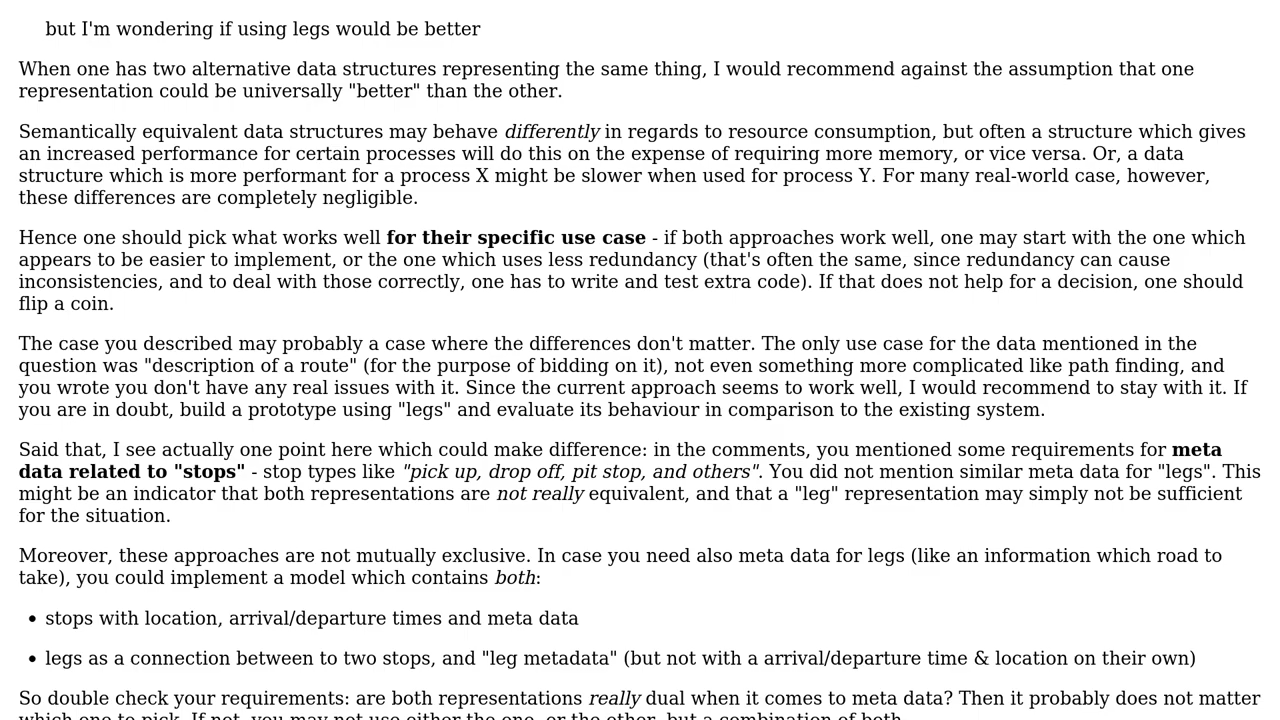 but I'm wondering if using legs would be better
When one has two alternative data structures representing the same thing, I would recommend against the assumption that one
representation could be universally "better" than the other.
Semantically equivalent data structures may behave differently in regards to resource consumption, but often a structure which gives
an increased performance for certain processes will do this on the expense of requiring more memory, or vice versa. Or, a data
structure which is more performant for a process X might be slower when used for process Y. For many real-world case, however,
these differences are completely negligible.
Hence one should pick what works well for their specific use case - if both approaches work well, one may start with the one which
appears to be easier to implement, or the one which uses less redundancy (that's often the same, since redundancy can cause
inconsistencies, and to deal with those correctly, one has to write and test extra code). If that does not help for a decision, one should
flip a coin.
The case you described may probably a case where the differences don't matter. The only use case for the data mentioned in the
question was "description of a route" (for the purpose of bidding on it), not even something more complicated like path finding, and
you wrote you don't have any real issues with it. Since the current approach seems to work well, I would recommend to stay with it. If
you are in doubt, build a prototype using "legs" and evaluate its behaviour in comparison to the existing system.
Said that, I see actually one point here which could make difference: in the comments, you mentioned some requirements for meta
data related to "stops" - stop types like "pick up, drop off, pit stop, and others". You did not mention similar meta data for "legs". This
might be an indicator that both representations are not really equivalent, and that a "leg" representation may simply not be sufficient
for the situation.
Moreover, these approaches are not mutually exclusive. In case you need also meta data for legs (like an information which road to
take), you could implement a model which contains both:
• stops with location, arrival/departure times and meta data
• legs as a connection between to two stops, and "leg metadata" (but not with a arrival/departure time & location on their own)
So double check your requirements: are both representations really dual when it comes to meta data? Then it probably does not matter
which one to pick. If not, you may not use either the one, or the other, but a combination of both.